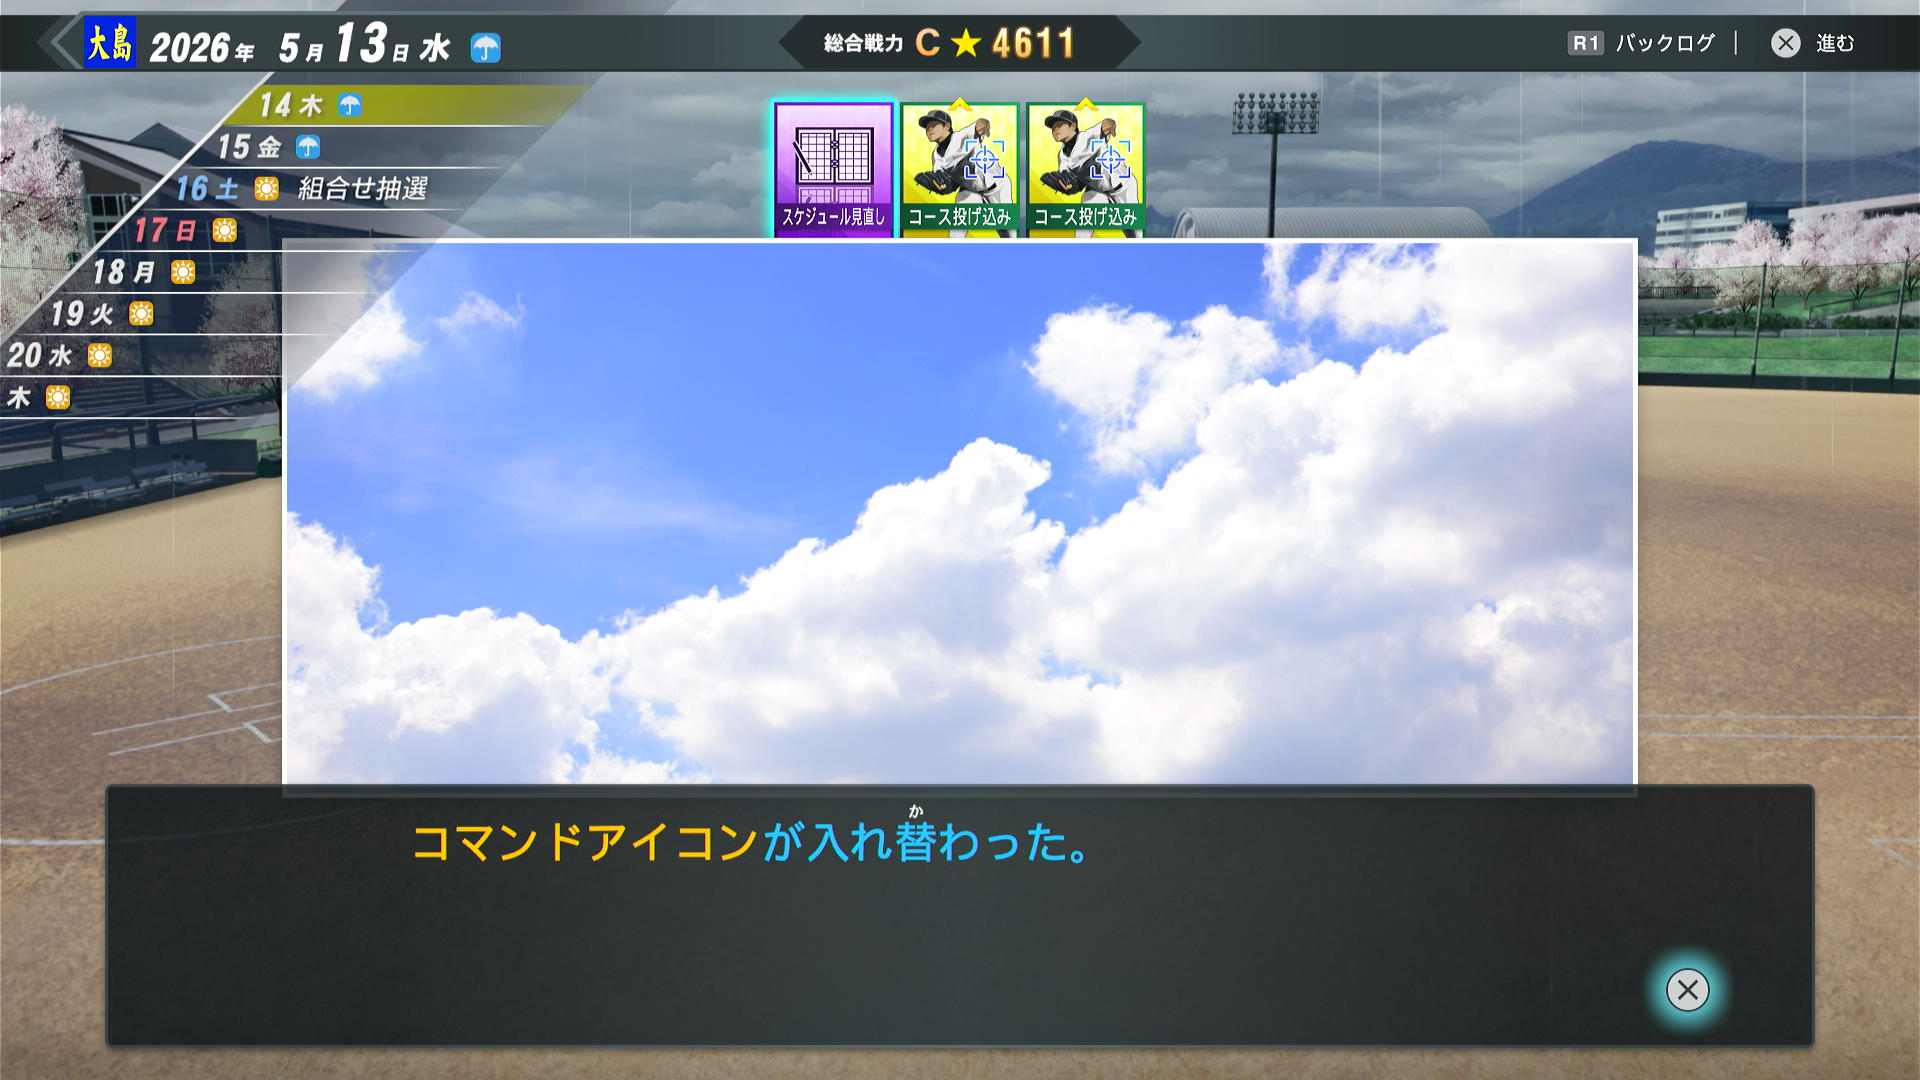 大島 2026年 5月13日 水
総合戦力 C ★ 4611
R1 バックログ
進む
14 木
15 金
16 土 組合せ抽選
17 日
18 月
19 火
20 水
木
スケジュール見直し
コース投げ込み
コース投げ込み
か
コマンドアイコンが入れ替わった。